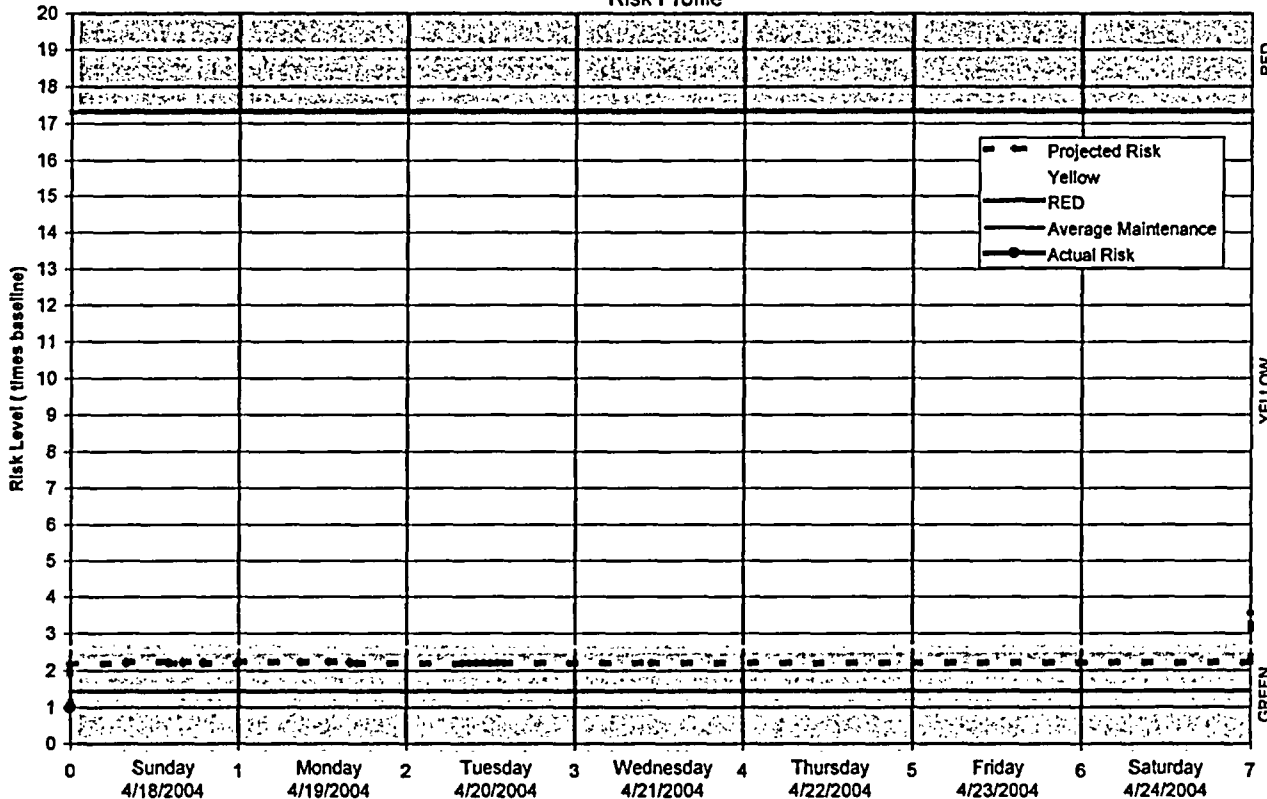 20
19
18
17
16
15
14
13
12
11
10
9
8
7
6
5
4
3
2
1
0
Risk Level ( times baseline)
RED
YELLOW
GREEN
Projected Risk
Yellow
RED
Average Maintenance
Actual Risk
0 Sunday 1 Monday 2 Tuesday 3 Wednesday 4 Thursday 5 Friday 6 Saturday 7
4/18/2004 4/19/2004 4/20/2004 4/21/2004 4/22/2004 4/23/2004 4/24/2004